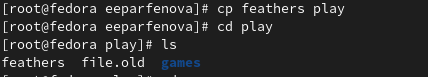 [root@fedora eeparfenova]# cp feathers play
[root@fedora eeparfenova]# cd play
[root@fedora play]# ls
feathers  file.old  games